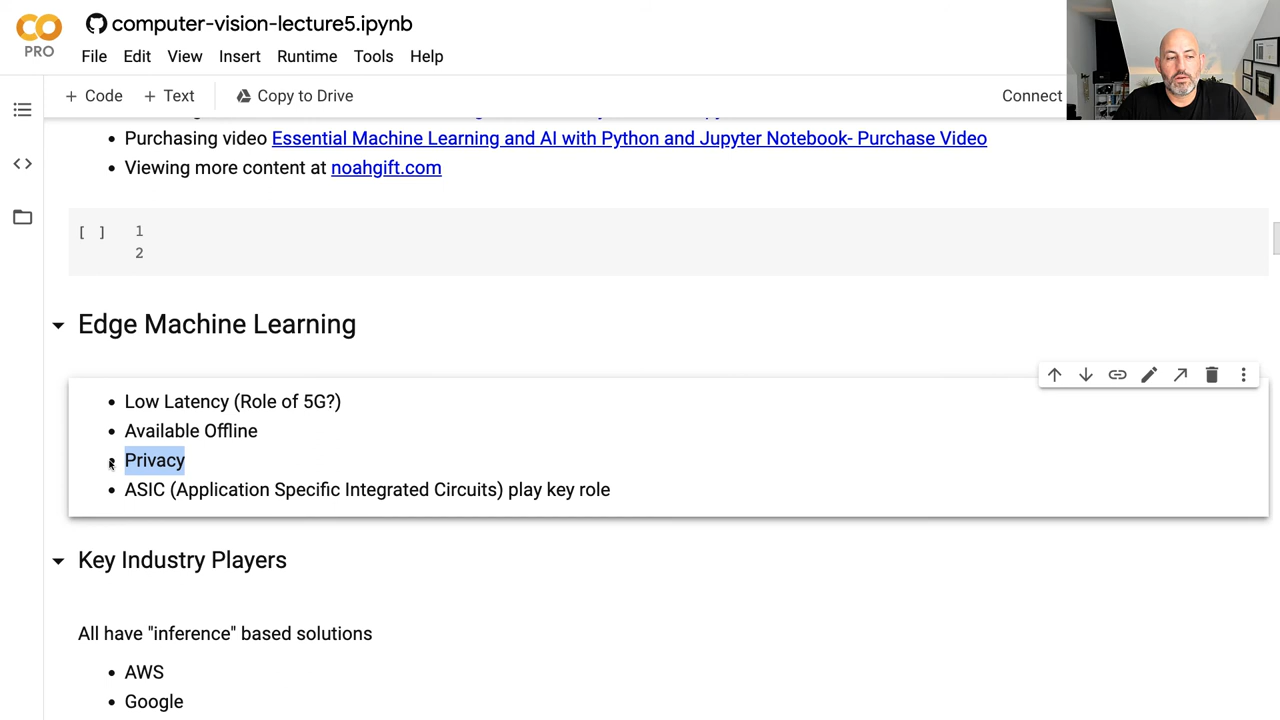 CO
PRO
computer-vision-lecture5.ipynb
File Edit View Insert Runtime Tools Help
+ Code + Text Copy to Drive Connect
• Purchasing video Essential Machine Learning and AI with Python and Jupyter Notebook- Purchase Video
• Viewing more content at noahgift.com
[ ] 1
2
Edge Machine Learning
• Low Latency (Role of 5G?)
• Available Offline
• Privacy
• ASIC (Application Specific Integrated Circuits) play key role
Key Industry Players
All have "inference" based solutions
• AWS
• Google